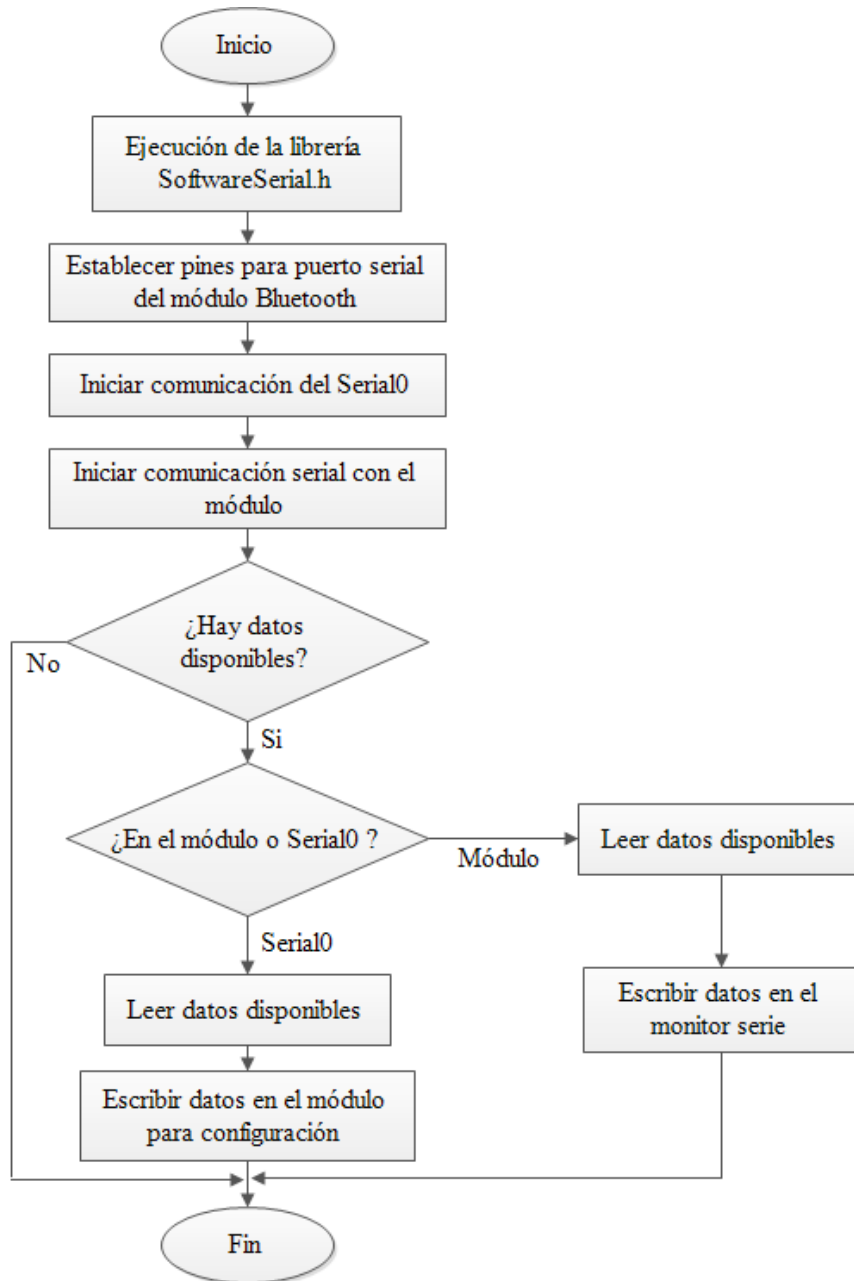 Inicio
Ejecución de la librería
SoftwareSerial.h
Establecer pines para puerto serial
del módulo Bluetooth
Iniciar comunicación del Serial0
Iniciar comunicación serial con el
módulo
¿Hay datos
disponibles?
No
Si
¿En el módulo o Serial0 ?
Módulo
Leer datos disponibles
Serial0
Leer datos disponibles
Escribir datos en el
monitor serie
Escribir datos en el módulo
para configuración
Fin